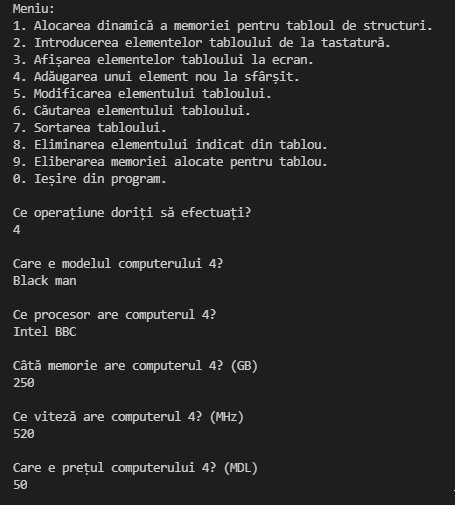 Meniu:
1. Alocarea dinamică a memoriei pentru tabloul de structuri.
2. Introducerea elementelor tabloului de la tastatură.
3. Afișarea elementelor tabloului la ecran.
4. Adăugarea unui element nou la sfârșit.
5. Modificarea elementului tabloului.
6. Căutarea elementului tabloului.
7. Sortarea tabloului.
8. Eliminarea elementului indicat din tablou.
9. Eliberarea memoriei alocate pentru tablou.
0. Ieșire din program.
Ce operațiune doriți să efectuați?
4
Care e modelul computerului 4?
Black man
Ce procesor are computerul 4?
Intel BBC
Câtă memorie are computerul 4? (GB)
250
Ce viteză are computerul 4? (MHz)
520
Care e prețul computerului 4? (MDL)
50